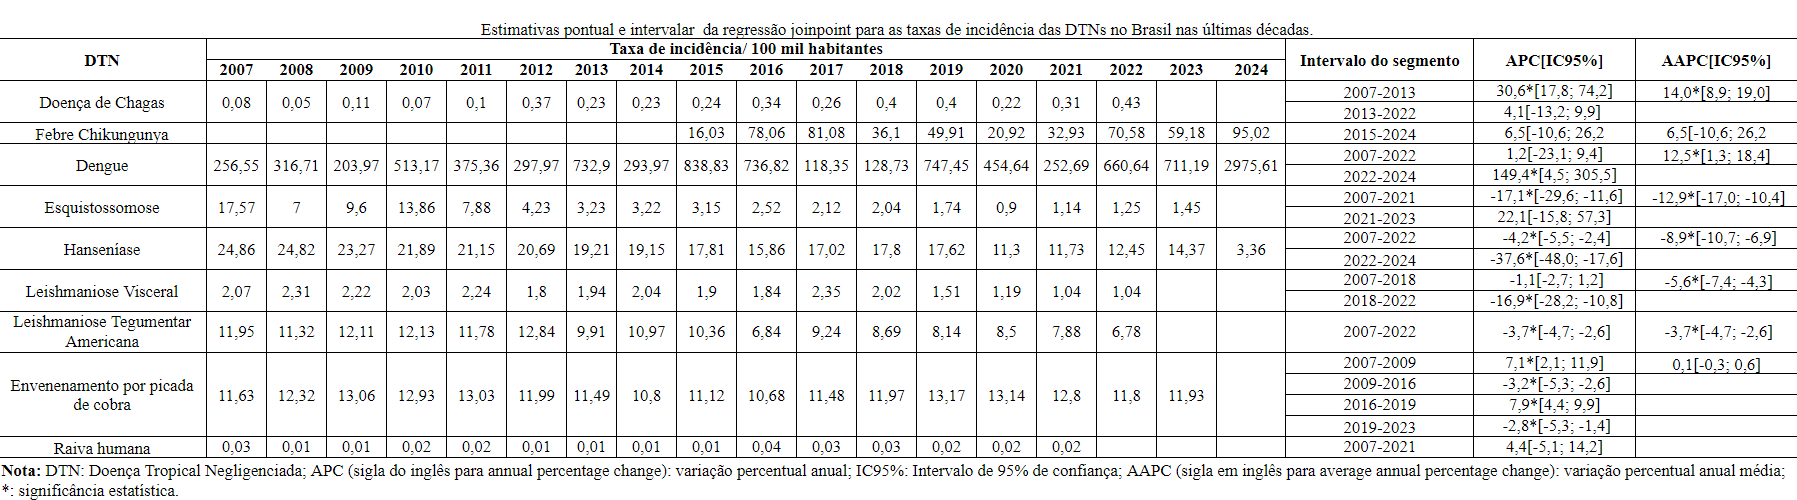 Estimativas pontual e intervalar da regressão joinpoint para as taxas de incidência das DTNs no Brasil nas últimas décadas.
DTN Taxa de incidência/ 100 mil habitantes Intervalo do segmento APC[IC95%] AAPC[IC95%]
2007 2008 2009 2010 2011 2012 2013 2014 2015 2016 2017 2018 2019 2020 2021 2022 2023 2024
Doença de Chagas 0,08 0,05 0,11 0,07 0,1 0,37 0,23 0,23 0,24 0,34 0,26 0,4 0,4 0,22 0,31 0,43 2007-2013 30,6*[17,8; 74,2] 14,0*[8,9; 19,0]
2013-2022 4,1[-13,2; 9,9]
Febre Chikungunya 16,03 78,06 81,08 36,1 49,91 20,92 32,93 70,58 59,18 95,02 2015-2024 6,5[-10,6; 26,2 6,5[-10,6; 26,2
Dengue 256,55 316,71 203,97 513,17 375,36 297,97 732,9 293,97 838,83 736,82 118,35 128,73 747,45 454,64 252,69 660,64 711,19 2975,61 2007-2022 1,2[-23,1; 9,4] 12,5*[1,3; 18,4]
2022-2024 149,4*[4,5; 305,5]
Esquistossomose 17,57 7 9,6 13,86 7,88 4,23 3,23 3,22 3,15 2,52 2,12 2,04 1,74 0,9 1,14 1,25 1,45 2007-2021 -17,1*[-29,6; -11,6] -12,9*[-17,0; -10,4]
2021-2023 22,1[-15,8; 57,3]
Hanseníase 24,86 24,82 23,27 21,89 21,15 20,69 19,21 19,15 17,81 15,86 17,02 17,8 17,62 11,3 11,73 12,45 14,37 3,36 2007-2022 -4,2*[-5,5; -2,4] -8,9*[-10,7; -6,9]
2022-2024 -37,6*[-48,0; -17,6]
Leishmaniose Visceral 2,07 2,31 2,22 2,03 2,24 1,8 1,94 2,04 1,9 1,84 2,35 2,02 1,51 1,19 1,04 1,04 2007-2018 -1,1[-2,7; 1,2] -5,6*[-7,4; -4,3]
2018-2022 -16,9*[-28,2; -10,8]
Leishmaniose Tegumentar
Americana 11,95 11,32 12,11 12,13 11,78 12,84 9,91 10,97 10,36 6,84 9,24 8,69 8,14 8,5 7,88 6,78 2007-2022 -3,7*[-4,7; -2,6] -3,7*[-4,7; -2,6]
Envenenamento por picada
de cobra 11,63 12,32 13,06 12,93 13,03 11,99 11,49 10,8 11,12 10,68 11,48 11,97 13,17 13,14 12,8 11,8 11,93 2007-2009 7,1*[2,1; 11,9] 0,1[-0,3; 0,6]
2009-2016 -3,2*[-5,3; -2,6]
2016-2019 7,9*[4,4; 9,9]
2019-2023 -2,8*[-5,3; -1,4]
Raiva humana 0,03 0,01 0,01 0,02 0,02 0,01 0,01 0,01 0,01 0,04 0,03 0,03 0,02 0,02 0,02 2007-2021 4,4[-5,1; 14,2]
Nota: DTN: Doença Tropical Negligenciada; APC (sigla do inglês para annual percentage change): variação percentual anual; IC95%: Intervalo de 95% de confiança; AAPC (sigla em inglês para average annual percentage change): variação percentual anual média;
*: significância estatística.